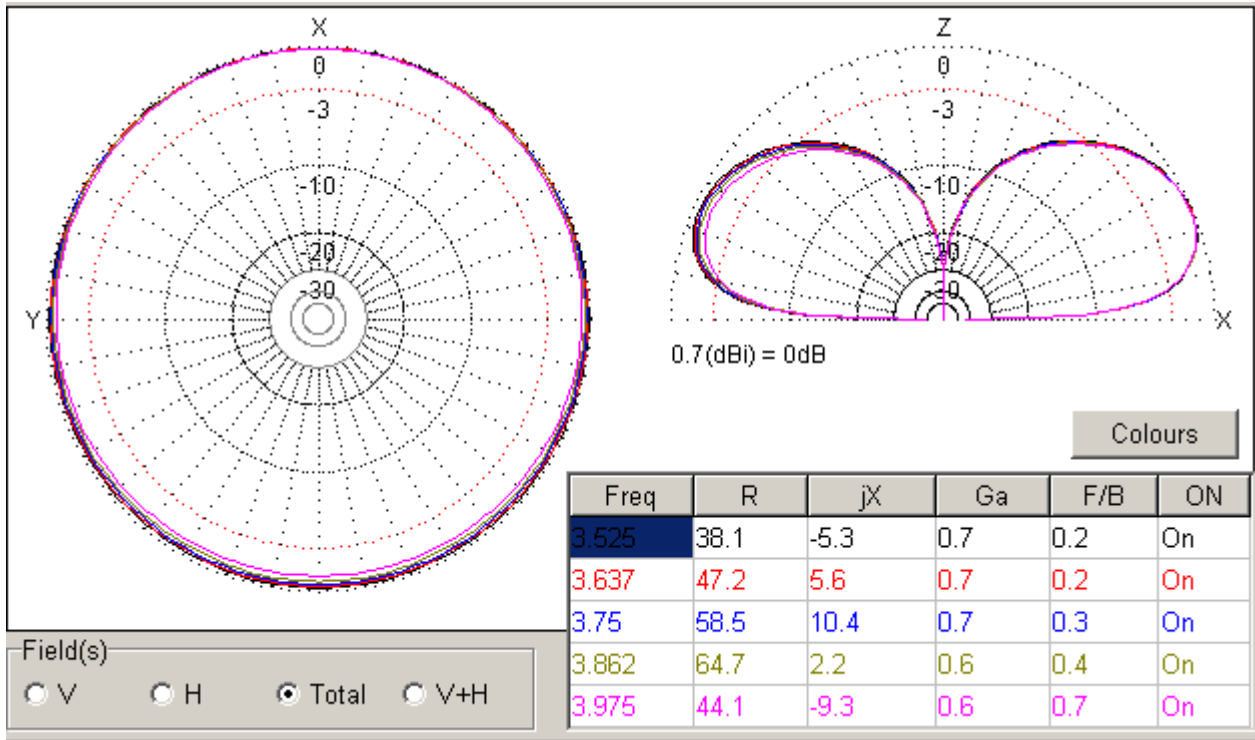 X
0
-3
-10
-20
-30
Y
Z
0
-3
-10
-30
X
0.7(dBi) = 0dB
Colours
Freq R jX Ga F/B ON
3.525 38.1 -5.3 0.7 0.2 On
3.637 47.2 5.6 0.7 0.2 On
3.75 58.5 10.4 0.7 0.3 On
3.862 64.7 2.2 0.6 0.4 On
3.975 44.1 -9.3 0.6 0.7 On
Field(s)
V H Total V+H